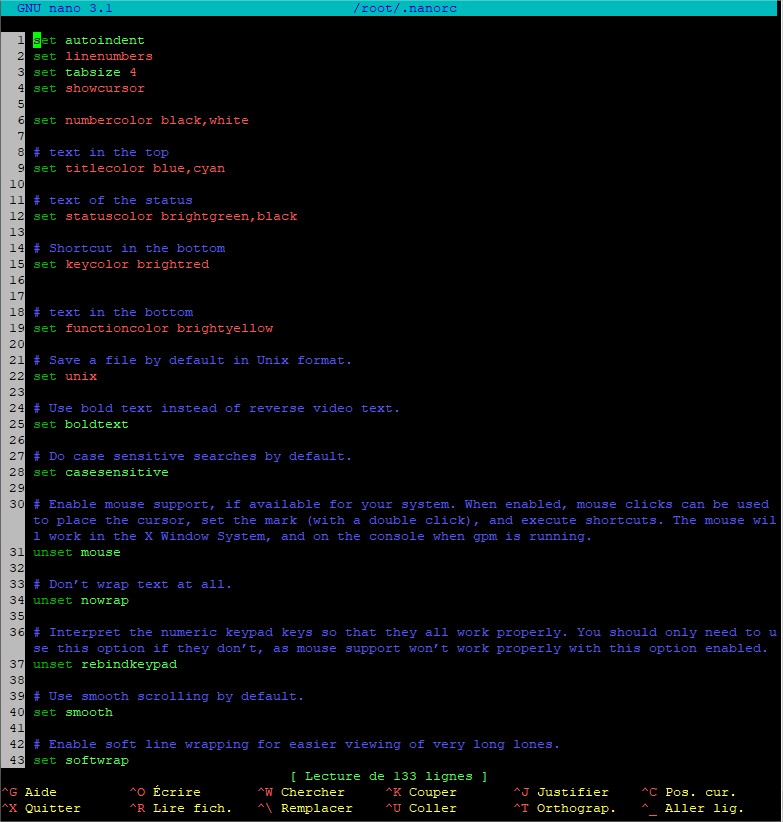 GNU nano 3.1 /root/.nanorc
1 set autoindent
2 set linenumbers
3 set tabsize 4
4 set showcursor
5
6 set numbercolor black,white
7
8 # text in the top
9 set titlecolor blue,cyan
10
11 # text of the status
12 set statuscolor brightgreen,black
13
14 # Shortcut in the bottom
15 set keycolor brightred
16
17
18 # text in the bottom
19 set functioncolor brightyellow
20
21 # Save a file by default in Unix format.
22 set unix
23
24 # Use bold text instead of reverse video text.
25 set boldtext
26
27 # Do case sensitive searches by default.
28 set casesensitive
29
30 # Enable mouse support, if available for your system. When enabled, mouse clicks can be used
to place the cursor, set the mark (with a double click), and execute shortcuts. The mouse wil
l work in the X Window System, and on the console when gpm is running.
31 unset mouse
32
33 # Don't wrap text at all.
34 unset nowrap
35
36 # Interpret the numeric keypad keys so that they all work properly. You should only need to u
se this option if they don't, as mouse support won't work properly with this option enabled.
37 unset rebindkeypad
38
39 # Use smooth scrolling by default.
40 set smooth
41
42 # Enable soft line wrapping for easier viewing of very long lones.
43 set softwrap
[ Lecture de 133 lignes ]
^G Aide ^O Écrire ^W Chercher ^K Couper ^J Justifier ^C Pos. cur.
^X Quitter ^R Lire fich. ^\ Remplacer ^U Coller ^T Orthograp. ^_ Aller lig.